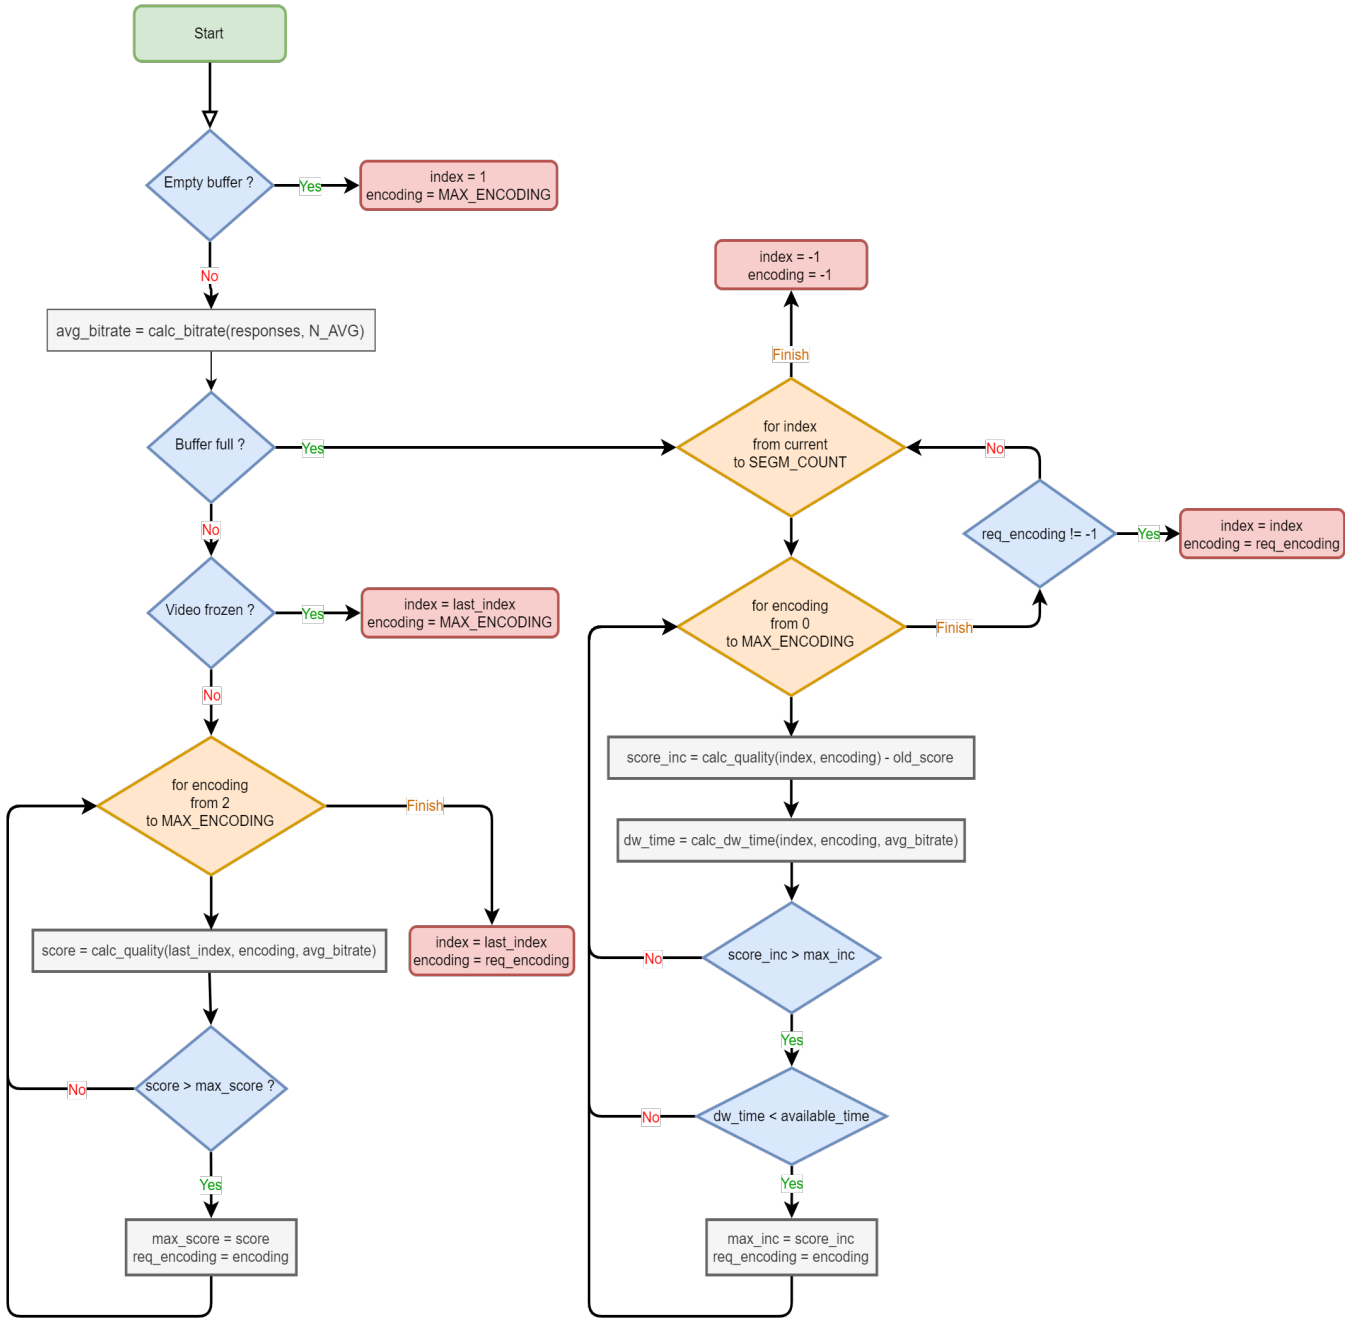 Start
Empty buffer ?
Yes
index = 1
encoding = MAX_ENCODING
No
avg_bitrate = calc_bitrate(responses, N_AVG)
Buffer full ?
Yes
No
Video frozen ?
Yes
index = last_index
encoding = MAX_ENCODING
No
for encoding
from 2
to MAX_ENCODING
Finish
index = last_index
encoding = req_encoding
score = calc_quality(last_index, encoding, avg_bitrate)
score > max_score ?
No
Yes
max_score = score
req_encoding = encoding
index = -1
encoding = -1
Finish
for index
from current
to SEGM_COUNT
No
req_encoding != -1
Yes
index = index
encoding = req_encoding
for encoding
from 0
to MAX_ENCODING
Finish
score_inc = calc_quality(index, encoding) - old_score
dw_time = calc_dw_time(index, encoding, avg_bitrate)
score_inc > max_inc
No
Yes
dw_time < available_time
No
Yes
max_inc = score_inc
req_encoding = encoding